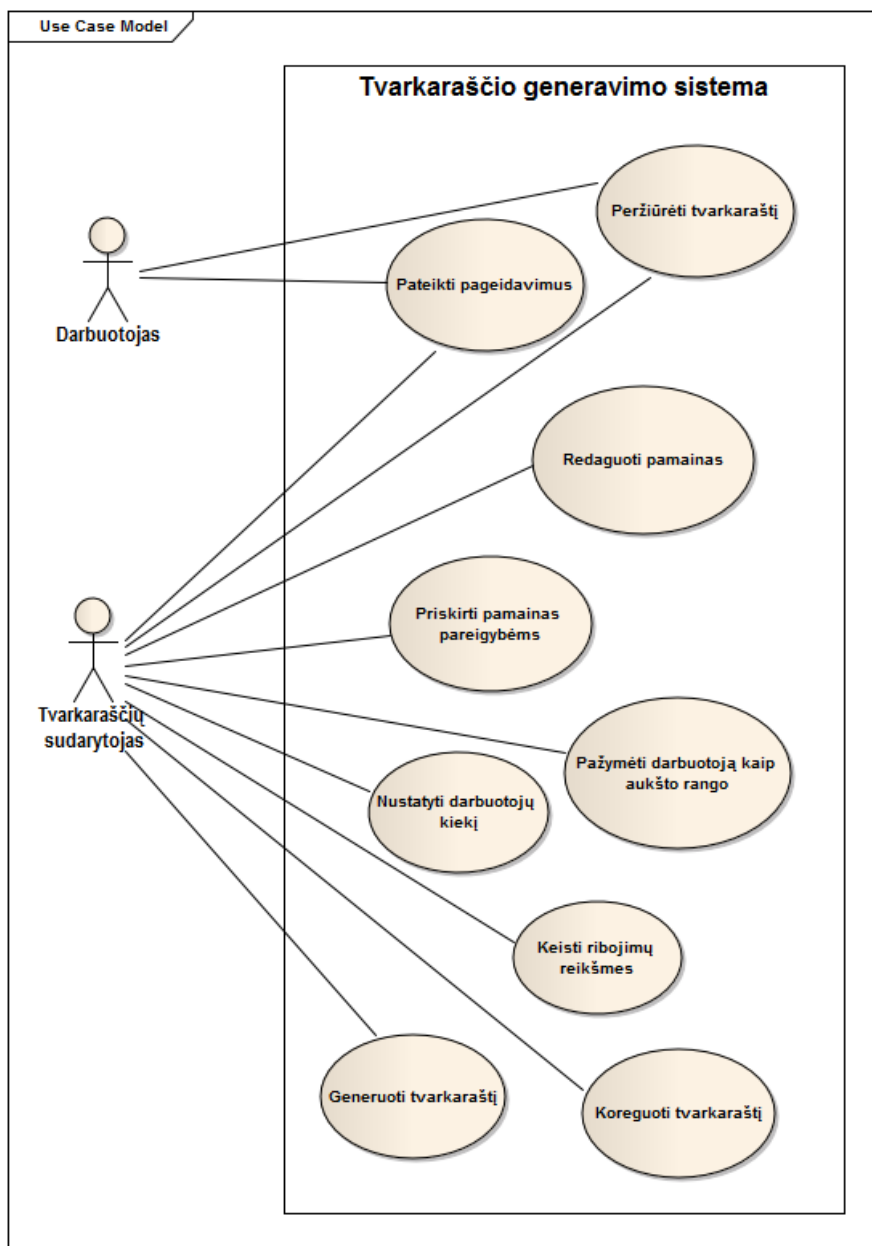 Use Case Model
Tvarkaraščio generavimo sistema
Peržiūrėti tvarkaraštį
Pateikti pageidavimus
Darbuotojas
Redaguoti pamainas
Priskirti pamainas
pareigybėms
Tvarkaraščių
sudarytojas
Pažymėti darbuotoją kaip
aukšto rango
Nustatyti darbuotojų
kiekį
Keisti ribojimų
reikšmes
Generuoti tvarkaraštį
Koreguoti tvarkaraštį